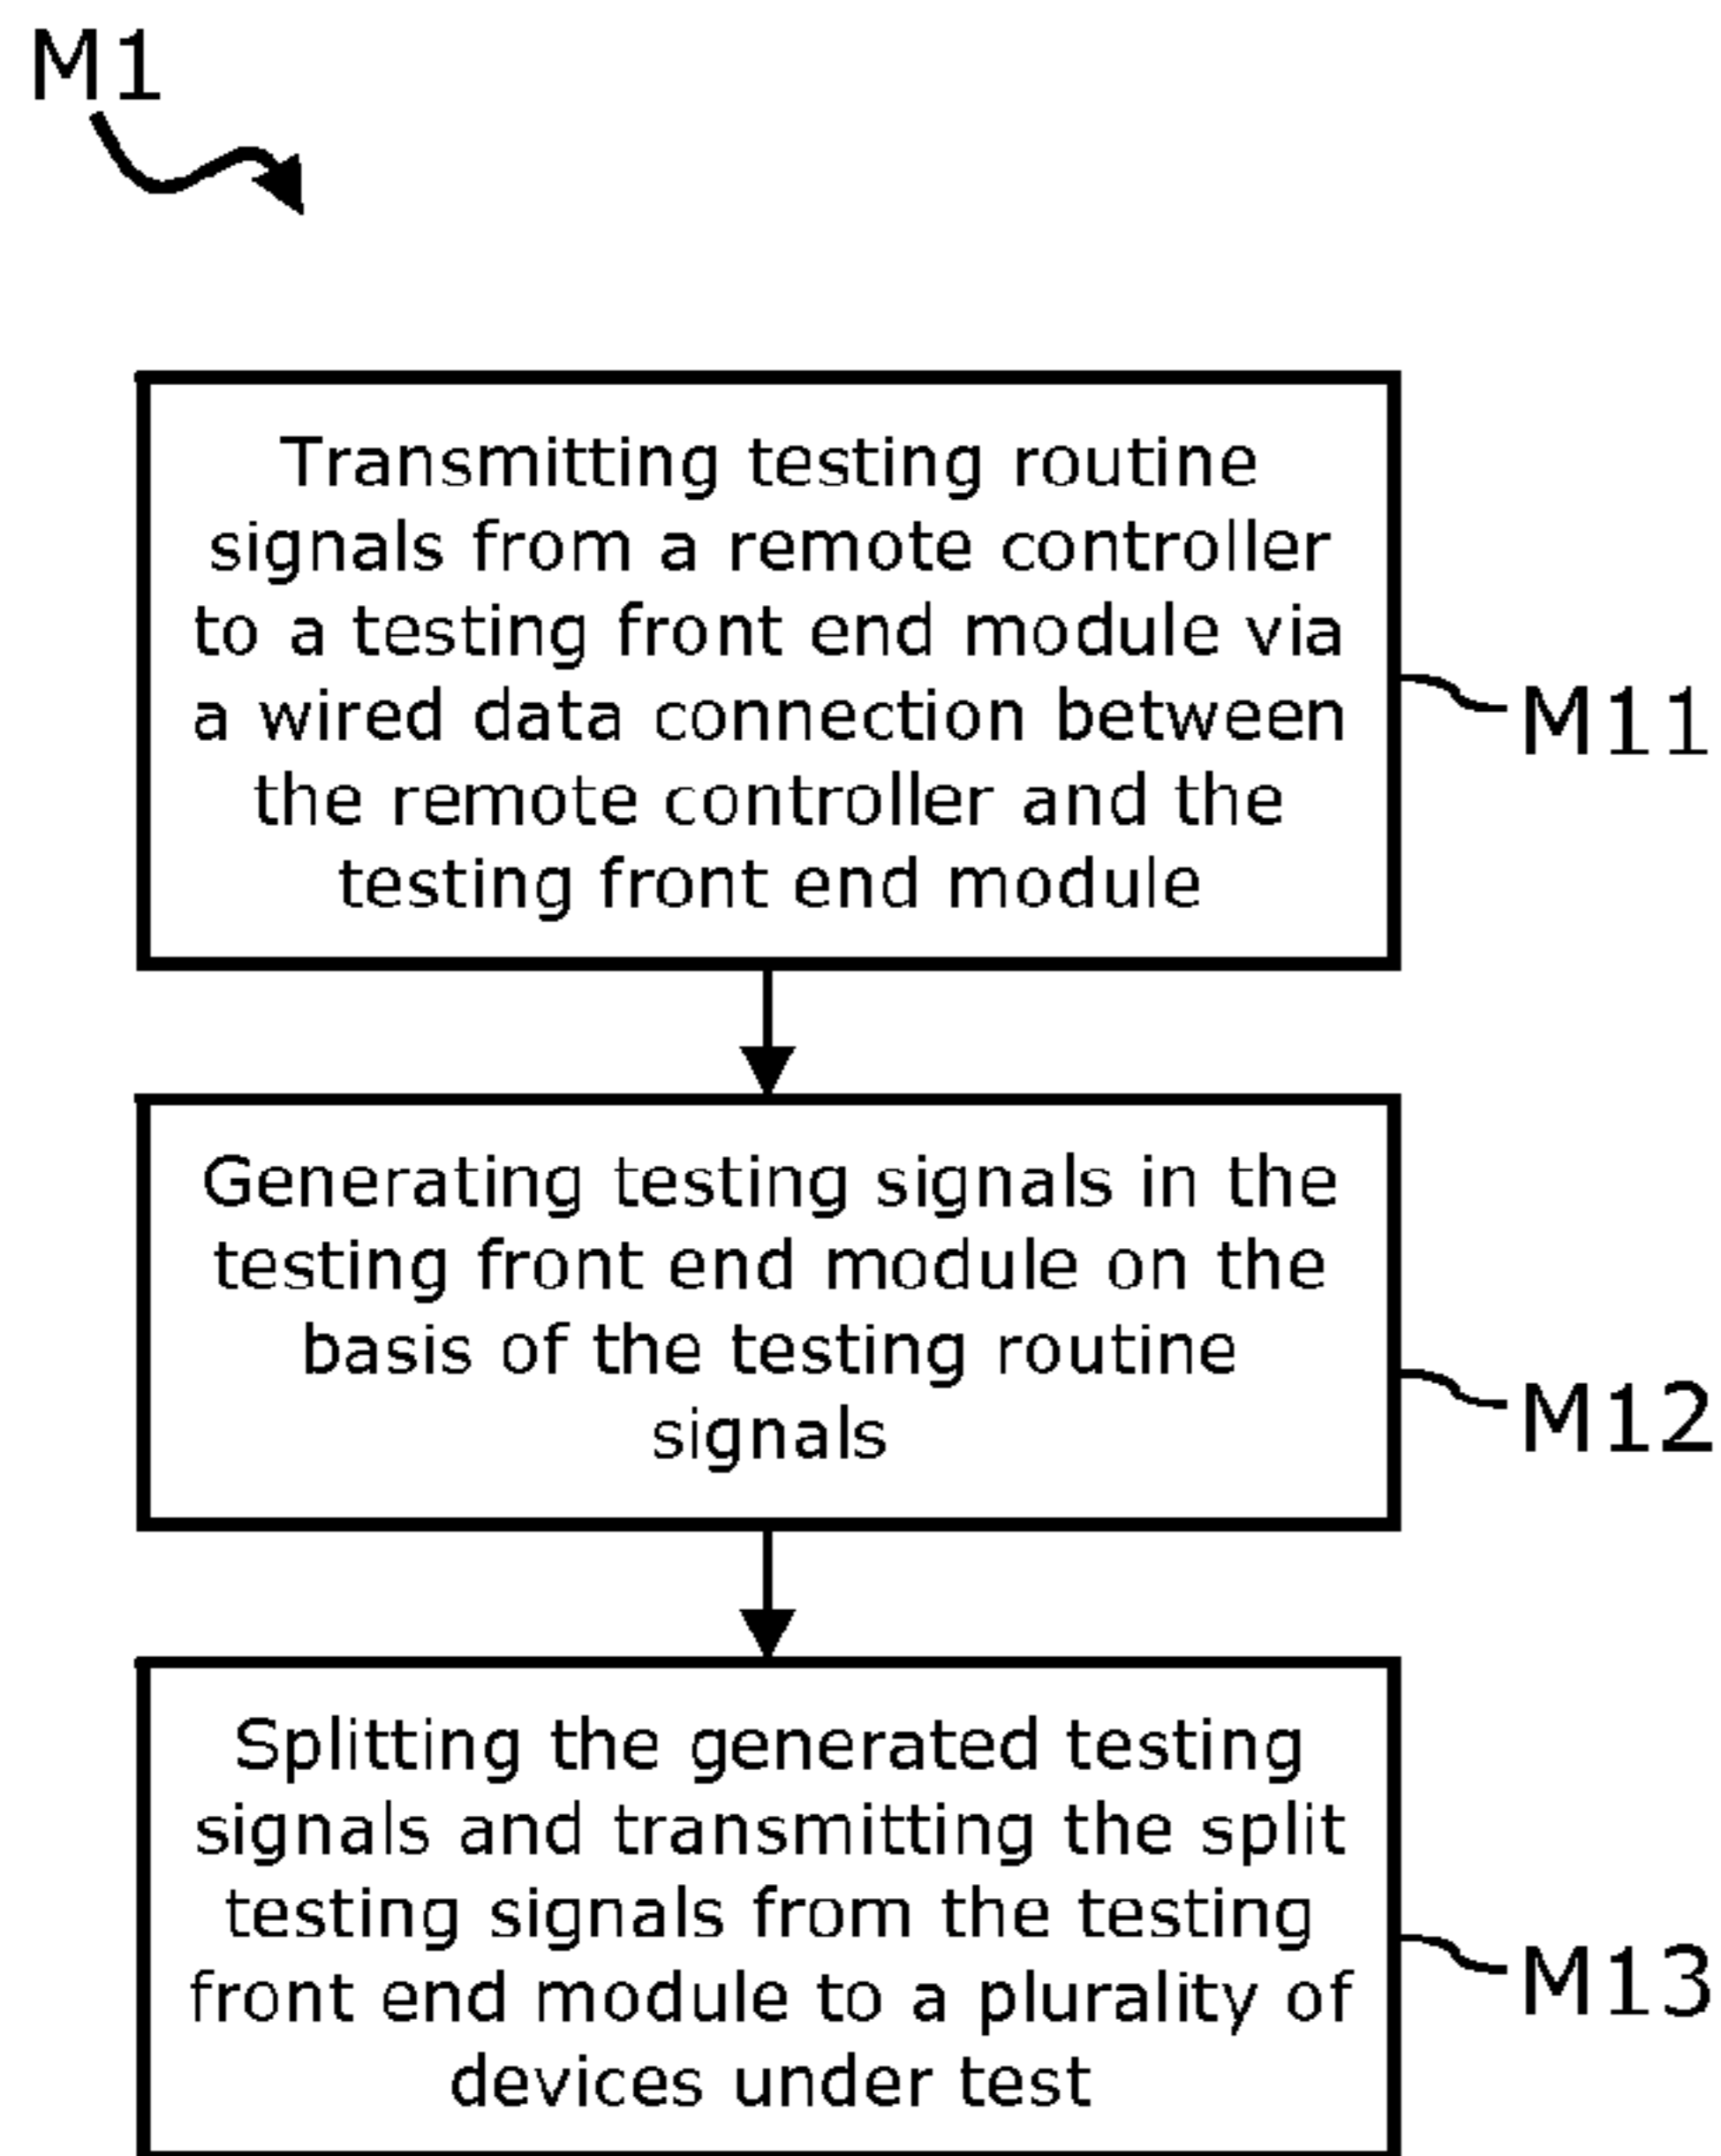 M1
Transmitting testing routine
signals from a remote controller
to a testing front end module via
a wired data connection between
the remote controller and the
testing front end module
M11
Generating testing signals in the
testing front end module on the
basis of the testing routine
signals
M12
Splitting the generated testing
signals and transmitting the split
testing signals from the testing
front end module to a plurality of
devices under test
M13